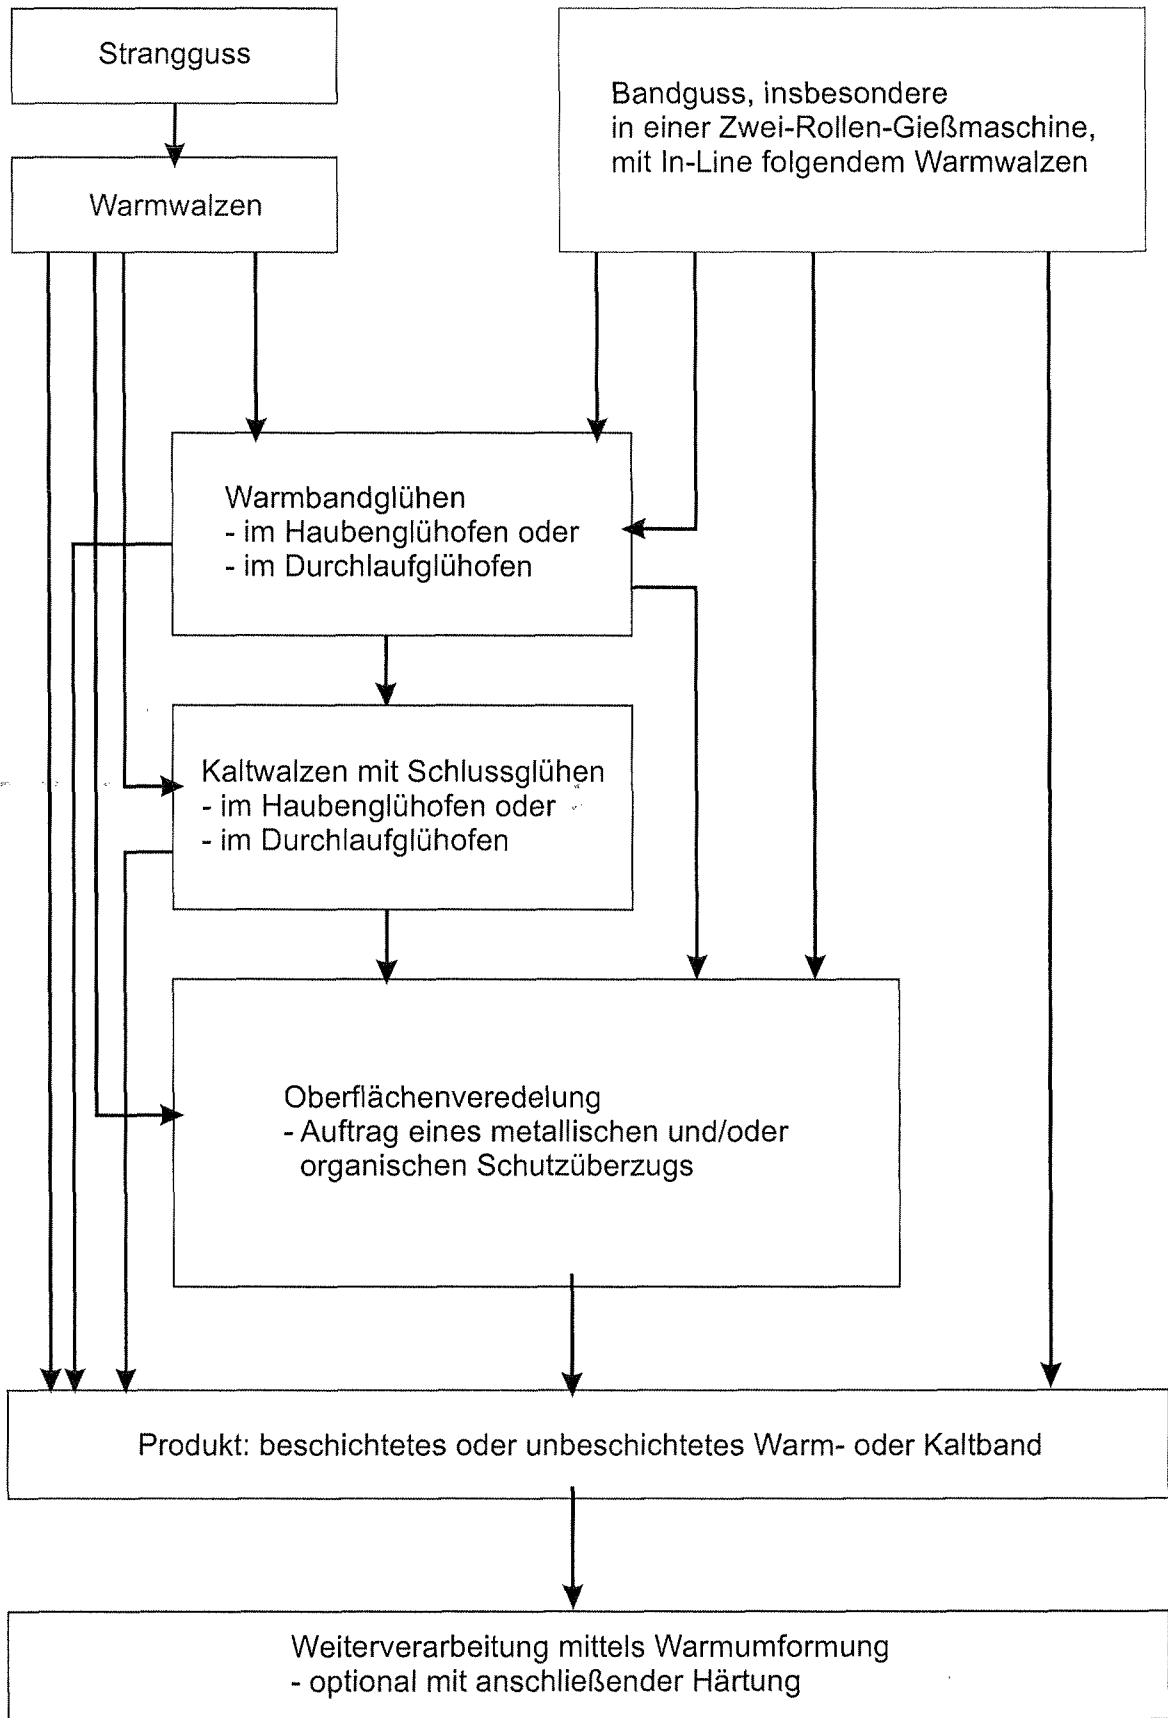 Strangguss
Warmwalzen
Bandguss, insbesondere
in einer Zwei-Rollen-Gießmaschine,
mit In-Line folgendem Warmwalzen
Warmbandglühen
- im Haubenglühofen oder
- im Durchlaufglühofen
Kaltwalzen mit Schlussglühen
- im Haubenglühofen oder
- im Durchlaufglühofen
Oberflächenveredelung
- Auftrag eines metallischen und/oder
organischen Schutzüberzugs
Produkt: beschichtetes oder unbeschichtetes Warm- oder Kaltband
Weiterverarbeitung mittels Warmumformung
- optional mit anschließender Härtung